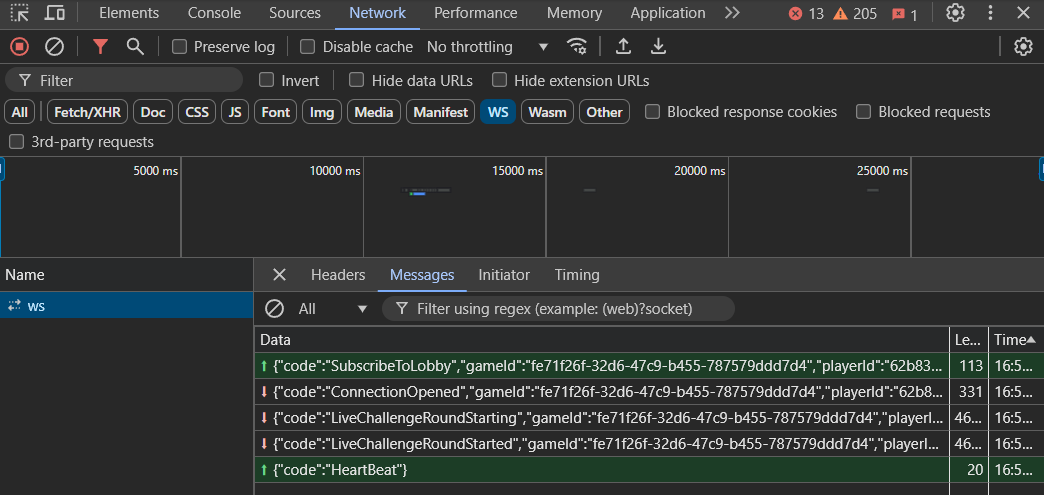 Elements Console Sources Network Performance Memory Application 13 205 1
Preserve log Disable cache No throttling
Filter Invert Hide data URLs Hide extension URLs
All Fetch/XHR Doc CSS JS Font Img Media Manifest WS Wasm Other Blocked response cookies Blocked requests
3rd-party requests
5000 ms 10000 ms 15000 ms 20000 ms 25000 ms
Name Headers Messages Initiator Timing
ws
All Filter using regex (example: (web)?socket)
Data Le... Time
{"code":"SubscribeToLobby","gameId":"fe71f26f-32d6-47c9-b455-787579ddd7d4","playerId":"62b83... 113 16:5...
{"code":"ConnectionOpened","gameId":"fe71f26f-32d6-47c9-b455-787579ddd7d4","playerId":"62b8... 331 16:5...
{"code":"LiveChallengeRoundStarting","gameId":"fe71f26f-32d6-47c9-b455-787579ddd7d4","playerI... 46... 16:5...
{"code":"LiveChallengeRoundStarted","gameId":"fe71f26f-32d6-47c9-b455-787579ddd7d4","playerI... 46... 16:5...
{"code":"HeartBeat"} 20 16:5...